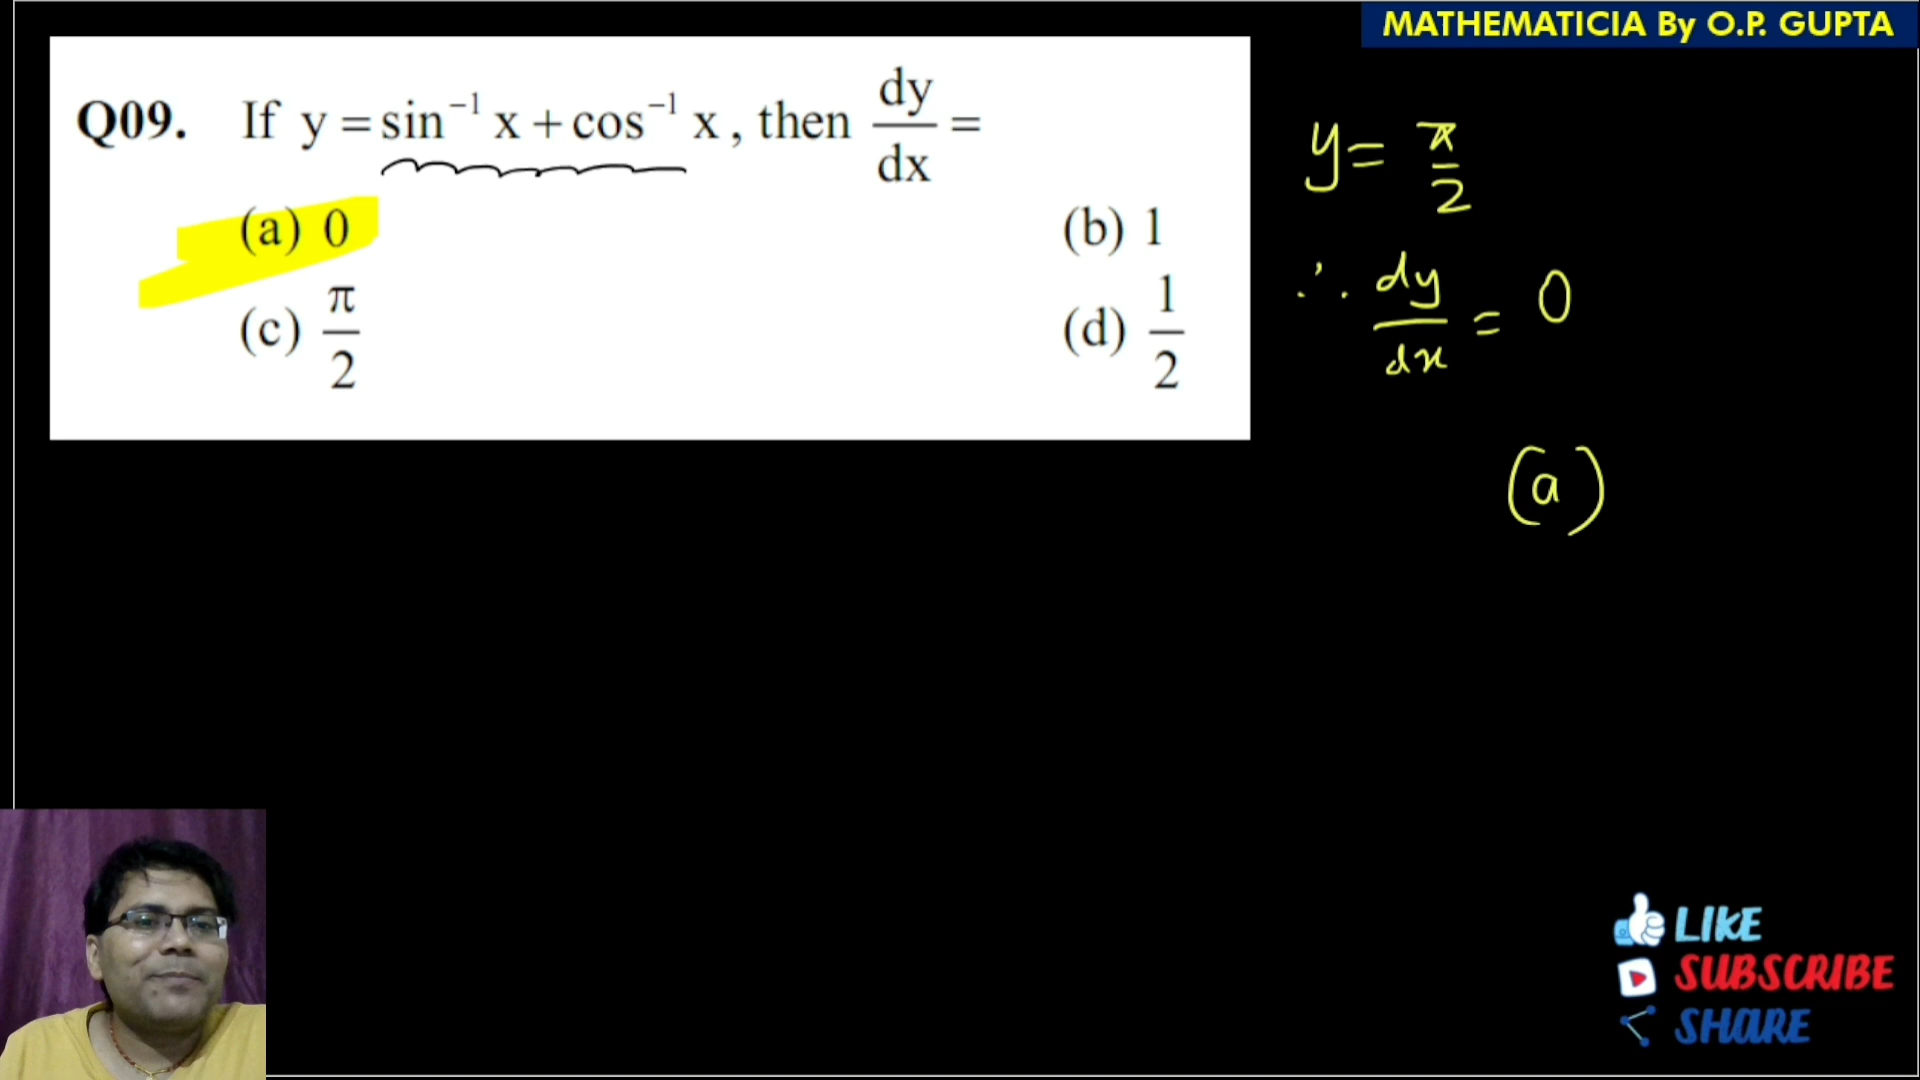 MATHEMATICIA By O.P. GUPTA
Q09. If y = sin⁻¹ x + cos⁻¹ x , then dy/dx =
(a) 0 (b) 1
(c) π/2 (d) 1/2
y = π/2
∴ dy/dx = 0
(a)
LIKE
SUBSCRIBE
SHARE